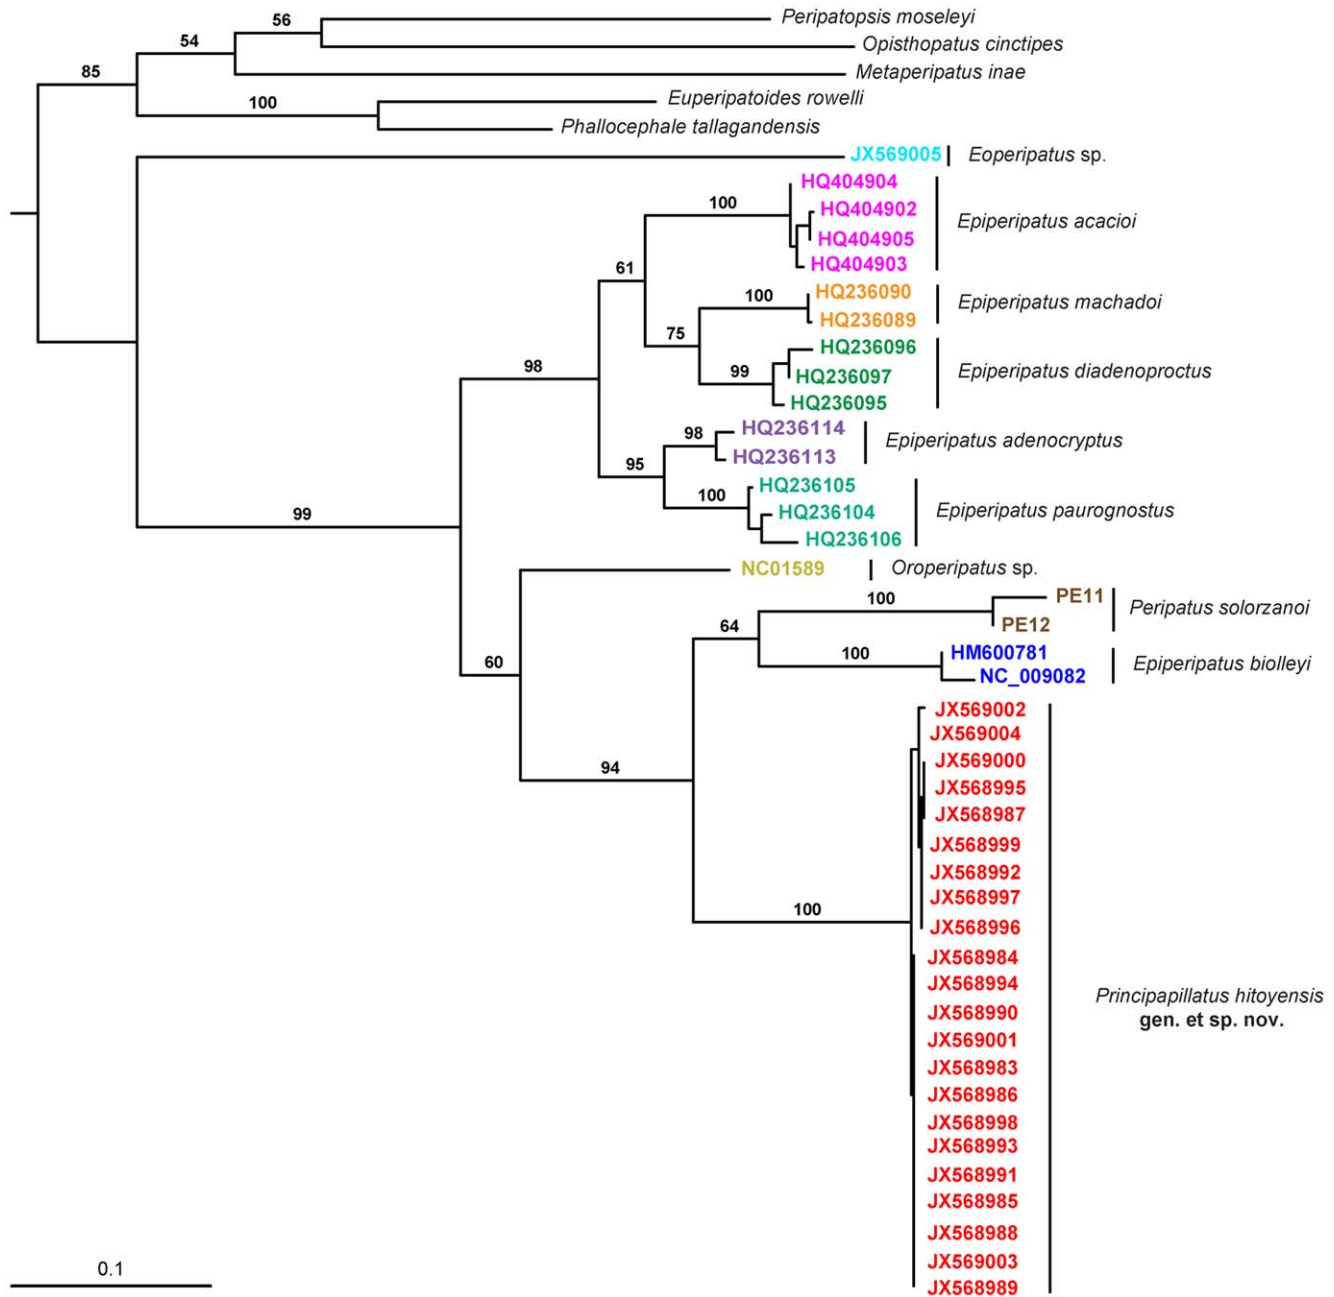 56
Peripatopsis moseleyi
54
Opisthopatus cinctipes
85
Metaperipatus inae
100
Euperipatoides rowelli
Phallocephale tallagandensis
JX569005
Eoperipatus sp.
HQ404904
100
HQ404902
Epiperipatus acacioi
HQ404905
HQ404903
61
HQ236090
100
Epiperipatus machadoi
HQ236089
75
HQ236096
98
99
HQ236097
Epiperipatus diadenoproctus
HQ236095
98
HQ236114
Epiperipatus adenocryptus
HQ236113
95
HQ236105
100
HQ236104
Epiperipatus paurognostus
99
HQ236106
NC01589
Oroperipatus sp.
100
PE11
Peripatus solorzanoi
PE12
64
HM600781
100
Epiperipatus biolleyi
60
NC_009082
JX569002
JX569004
JX569000
94
JX568995
JX568987
JX568999
JX568992
JX568997
100
JX568996
JX568984
JX568994
Principapillatus hitoyensis
gen. et sp. nov.
JX568990
JX569001
JX568983
JX568986
JX568998
JX568993
JX568991
JX568985
JX568988
JX569003
0.1
JX568989